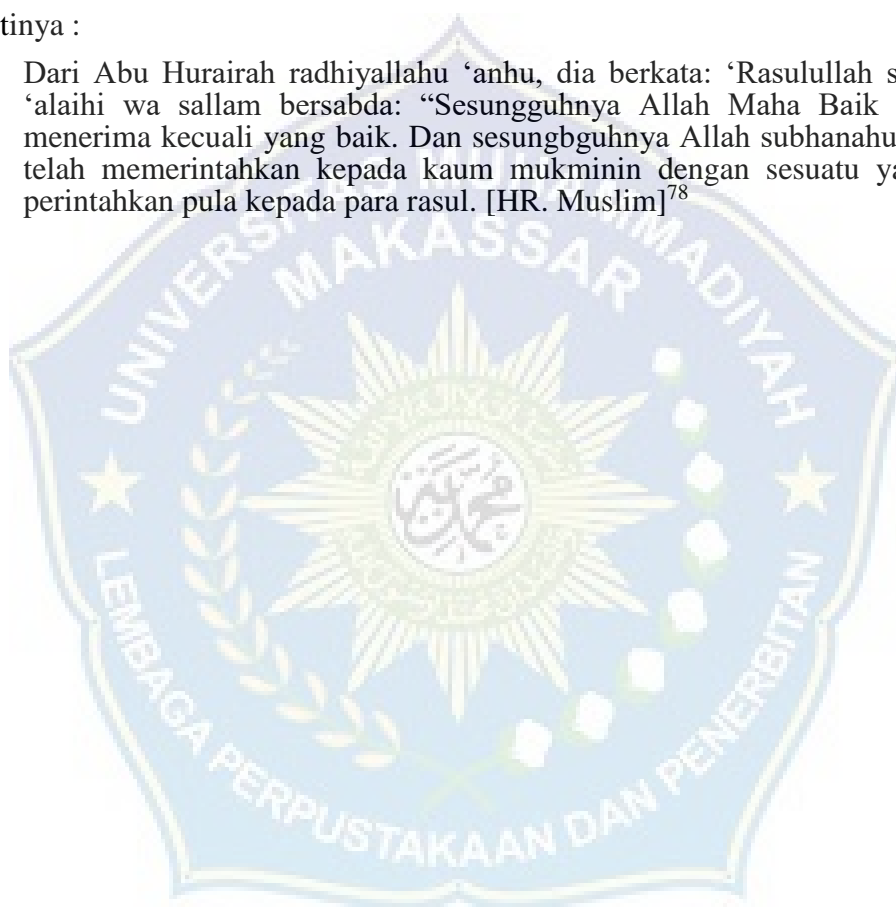 tinya :
Dari Abu Hurairah radhiyallahu ‘anhu, dia berkata: ‘Rasulullah s
‘alaihi wa sallam bersabda: “Sesungguhnya Allah Maha Baik
menerima kecuali yang baik. Dan sesungbguhnya Allah subhanahu
telah memerintahkan kepada kaum mukminin dengan sesuatu ya
perintahkan pula kepada para rasul. [HR. Muslim]78
UNIVERSITAS MUHAMMADIYAH
MAKASSAR
LEMBAGA PERPUSTAKAAN DAN PENERBITAN